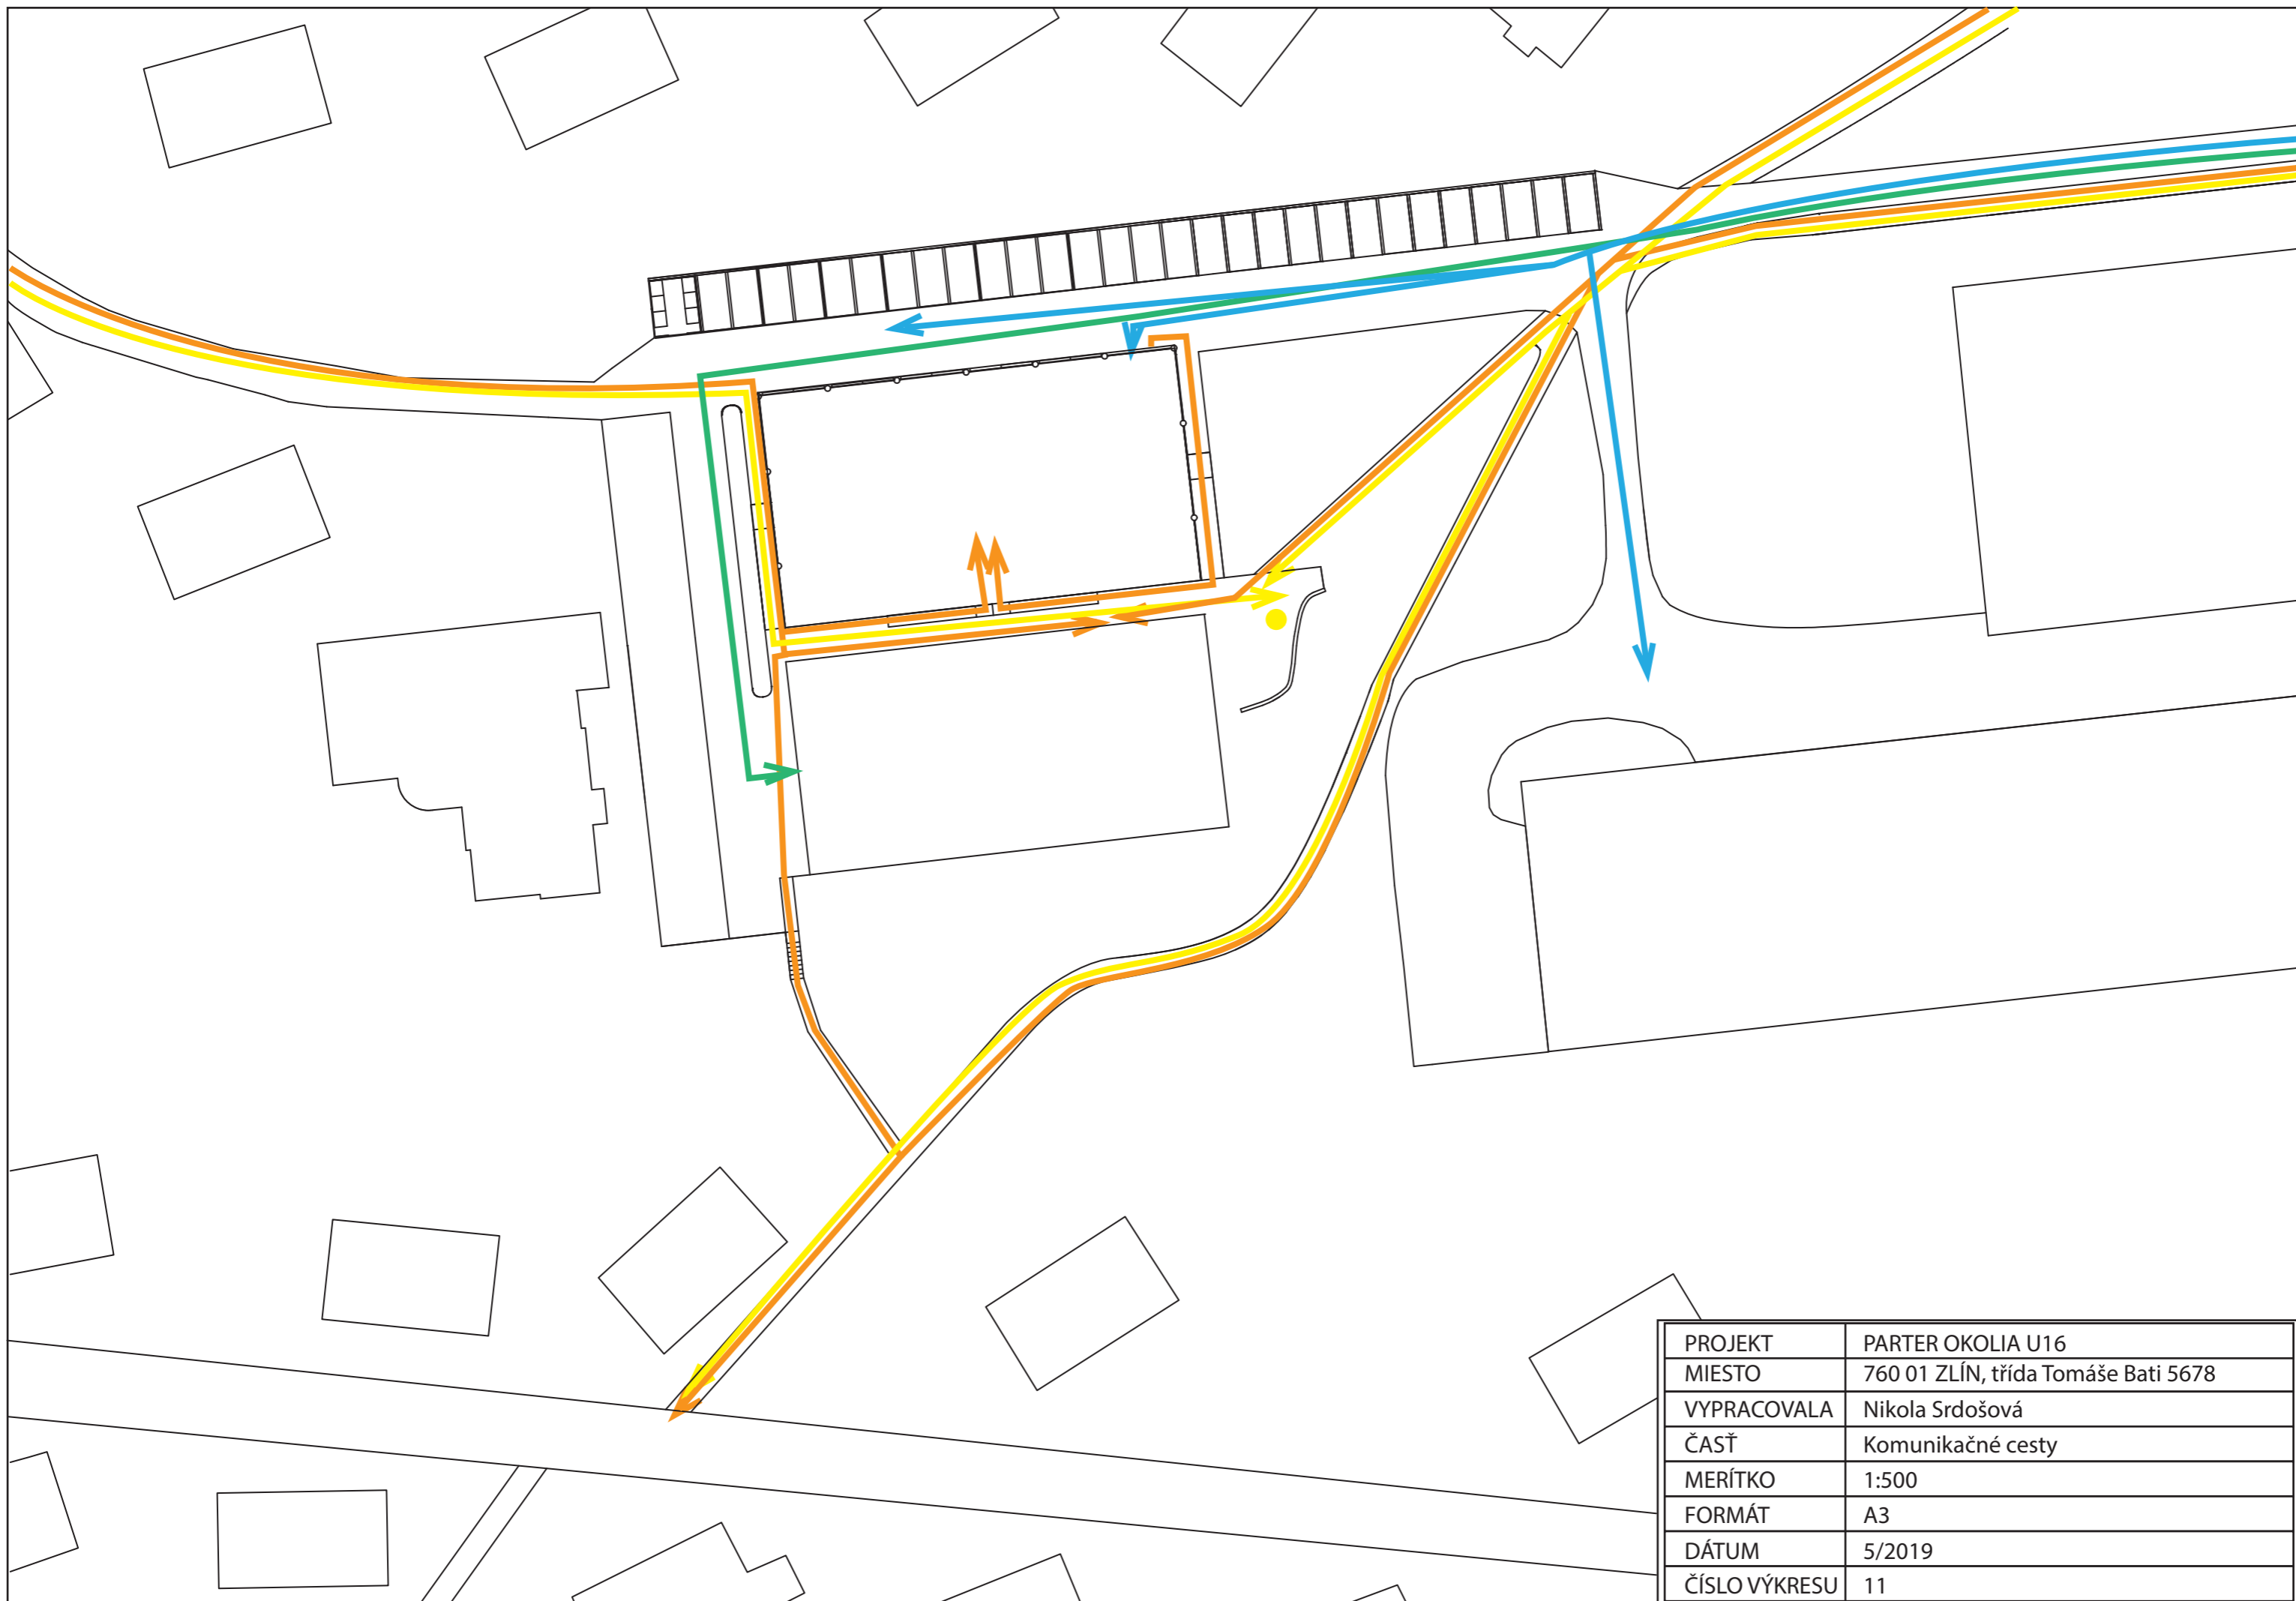 PROJEKT PARTER OKOLIA U16
MIESTO 760 01 ZLÍN, třída Tomáše Bati 5678
VYPRACOVALA Nikola Srdošová
ČASŤ Komunikačné cesty
MERÍTKO 1:500
FORMÁT A3
DÁTUM 5/2019
ČÍSLO VÝKRESU 11